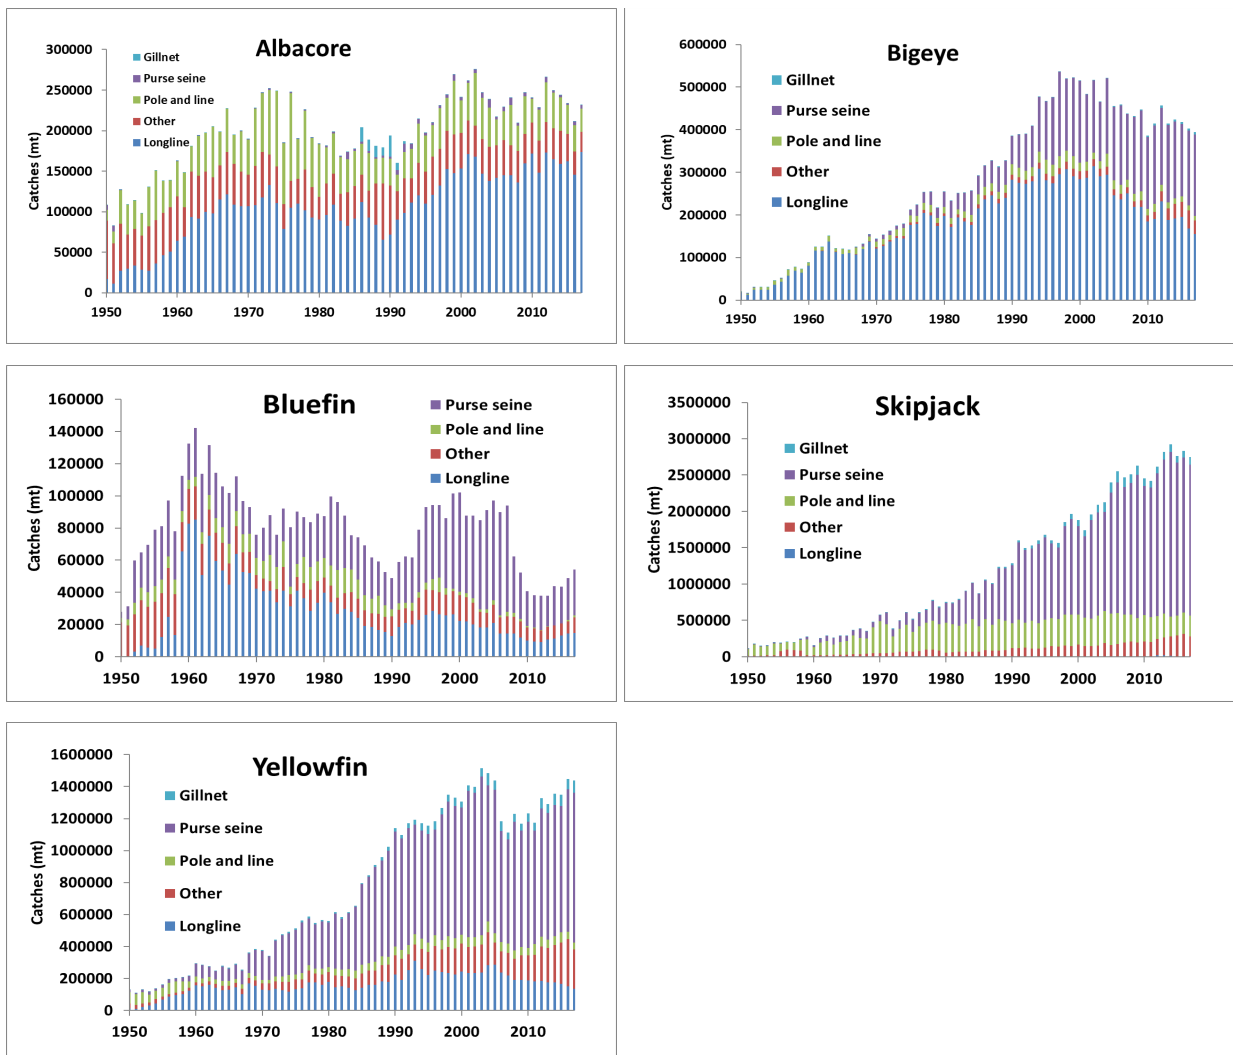 Albacore
Catches (mt)
300000
250000
200000
150000
100000
50000
0
Gillnet
Purse seine
Pole and line
Other
Longline
1950 1960 1970 1980 1990 2000 2010
Bigeye
Catches (mt)
600000
500000
400000
300000
200000
100000
0
Gillnet
Purse seine
Pole and line
Other
Longline
1950 1960 1970 1980 1990 2000 2010
Bluefin
Catches (mt)
160000
140000
120000
100000
80000
60000
40000
20000
0
Purse seine
Pole and line
Other
Longline
1950 1960 1970 1980 1990 2000 2010
Skipjack
Catches (mt)
3500000
3000000
2500000
2000000
1500000
1000000
500000
0
Gillnet
Purse seine
Pole and line
Other
Longline
1950 1960 1970 1980 1990 2000 2010
Yellowfin
Catches (mt)
1600000
1400000
1200000
1000000
800000
600000
400000
200000
0
Gillnet
Purse seine
Pole and line
Other
Longline
1950 1960 1970 1980 1990 2000 2010